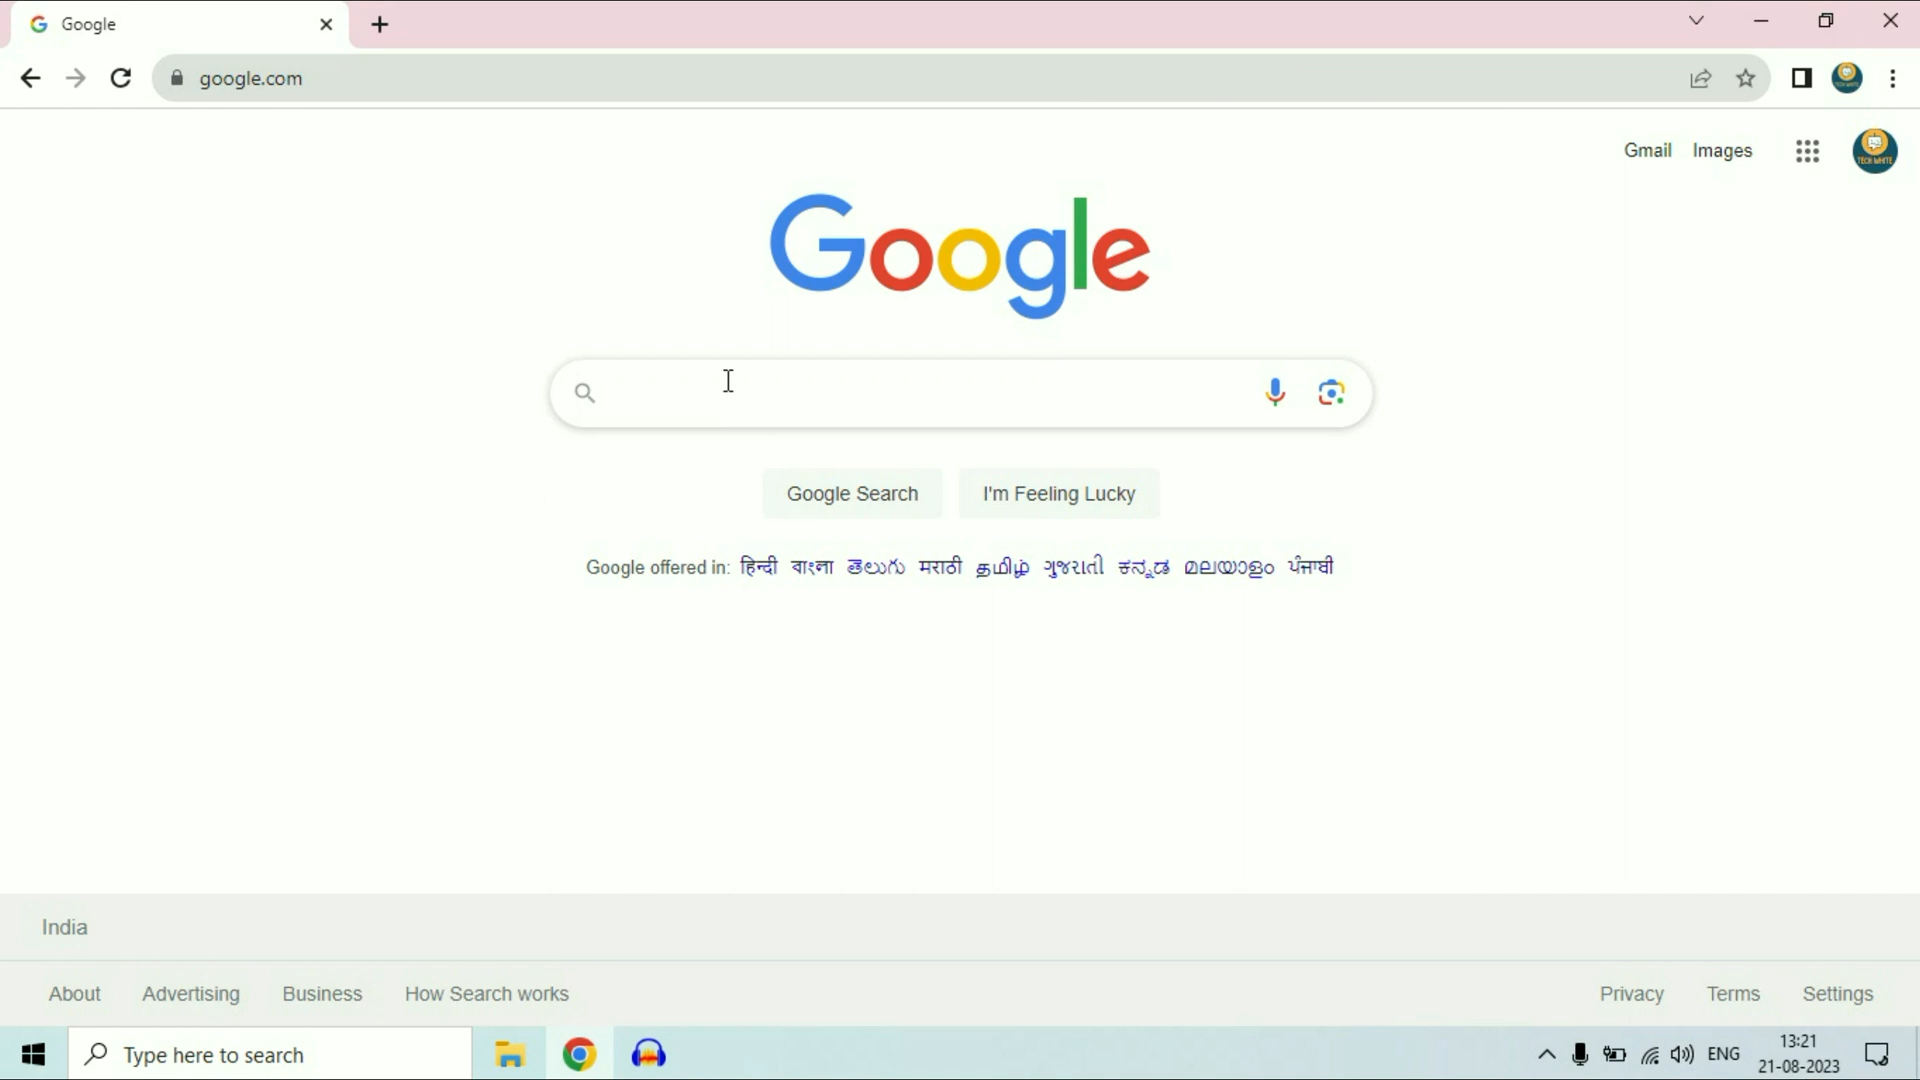 Google
google.com
Gmail Images
TECH WHITE
Google
Google Search I'm Feeling Lucky
Google offered in: हिन्दी বাংলা తెలుగు मराठी தமிழ் ગુજરાતી ಕನ್ನಡ മലയാളം ਪੰਜਾਬੀ
India
About Advertising Business How Search works Privacy Terms Settings
Type here to search ENG 13:21
21-08-2023